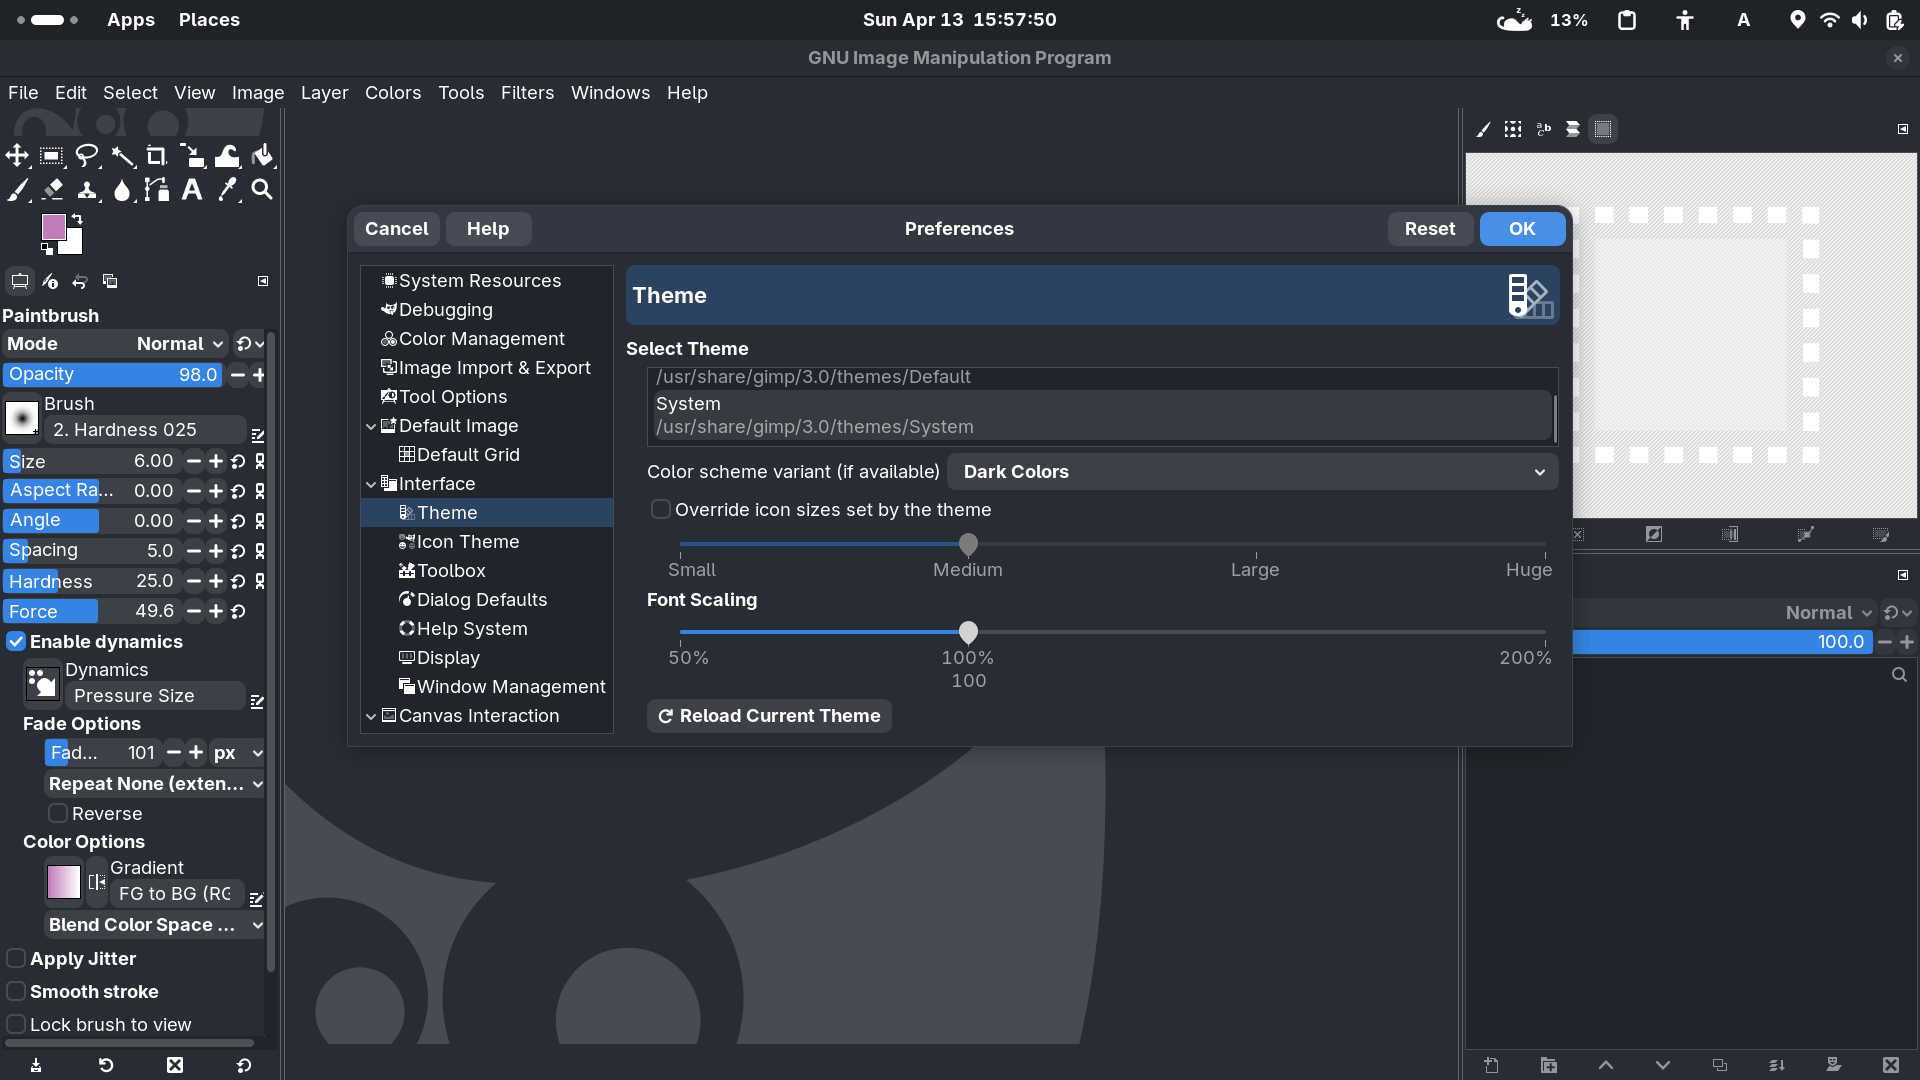 Apps Places Sun Apr 13 15:57:50 13% A
GNU Image Manipulation Program
File Edit Select View Image Layer Colors Tools Filters Windows Help
Paintbrush
Mode Normal
Opacity 98.0
Brush
2. Hardness 025
Size 6.00
Aspect Ra... 0.00
Angle 0.00
Spacing 5.0
Hardness 25.0
Force 49.6
Enable dynamics
Dynamics
Pressure Size
Fade Options
Fad... 101 px
Repeat None (exten...
Reverse
Color Options
Gradient
FG to BG (RG
Blend Color Space ...
Apply Jitter
Smooth stroke
Lock brush to view
Cancel Help Preferences Reset OK
System Resources
Debugging
Color Management
Image Import & Export
Tool Options
Default Image
Default Grid
Interface
Theme
Icon Theme
Toolbox
Dialog Defaults
Help System
Display
Window Management
Canvas Interaction
Theme
Select Theme
/usr/share/gimp/3.0/themes/Default
System
/usr/share/gimp/3.0/themes/System
Color scheme variant (if available) Dark Colors
Override icon sizes set by the theme
Small Medium Large Huge
Font Scaling
50% 100% 200%
100
Reload Current Theme
Normal
100.0